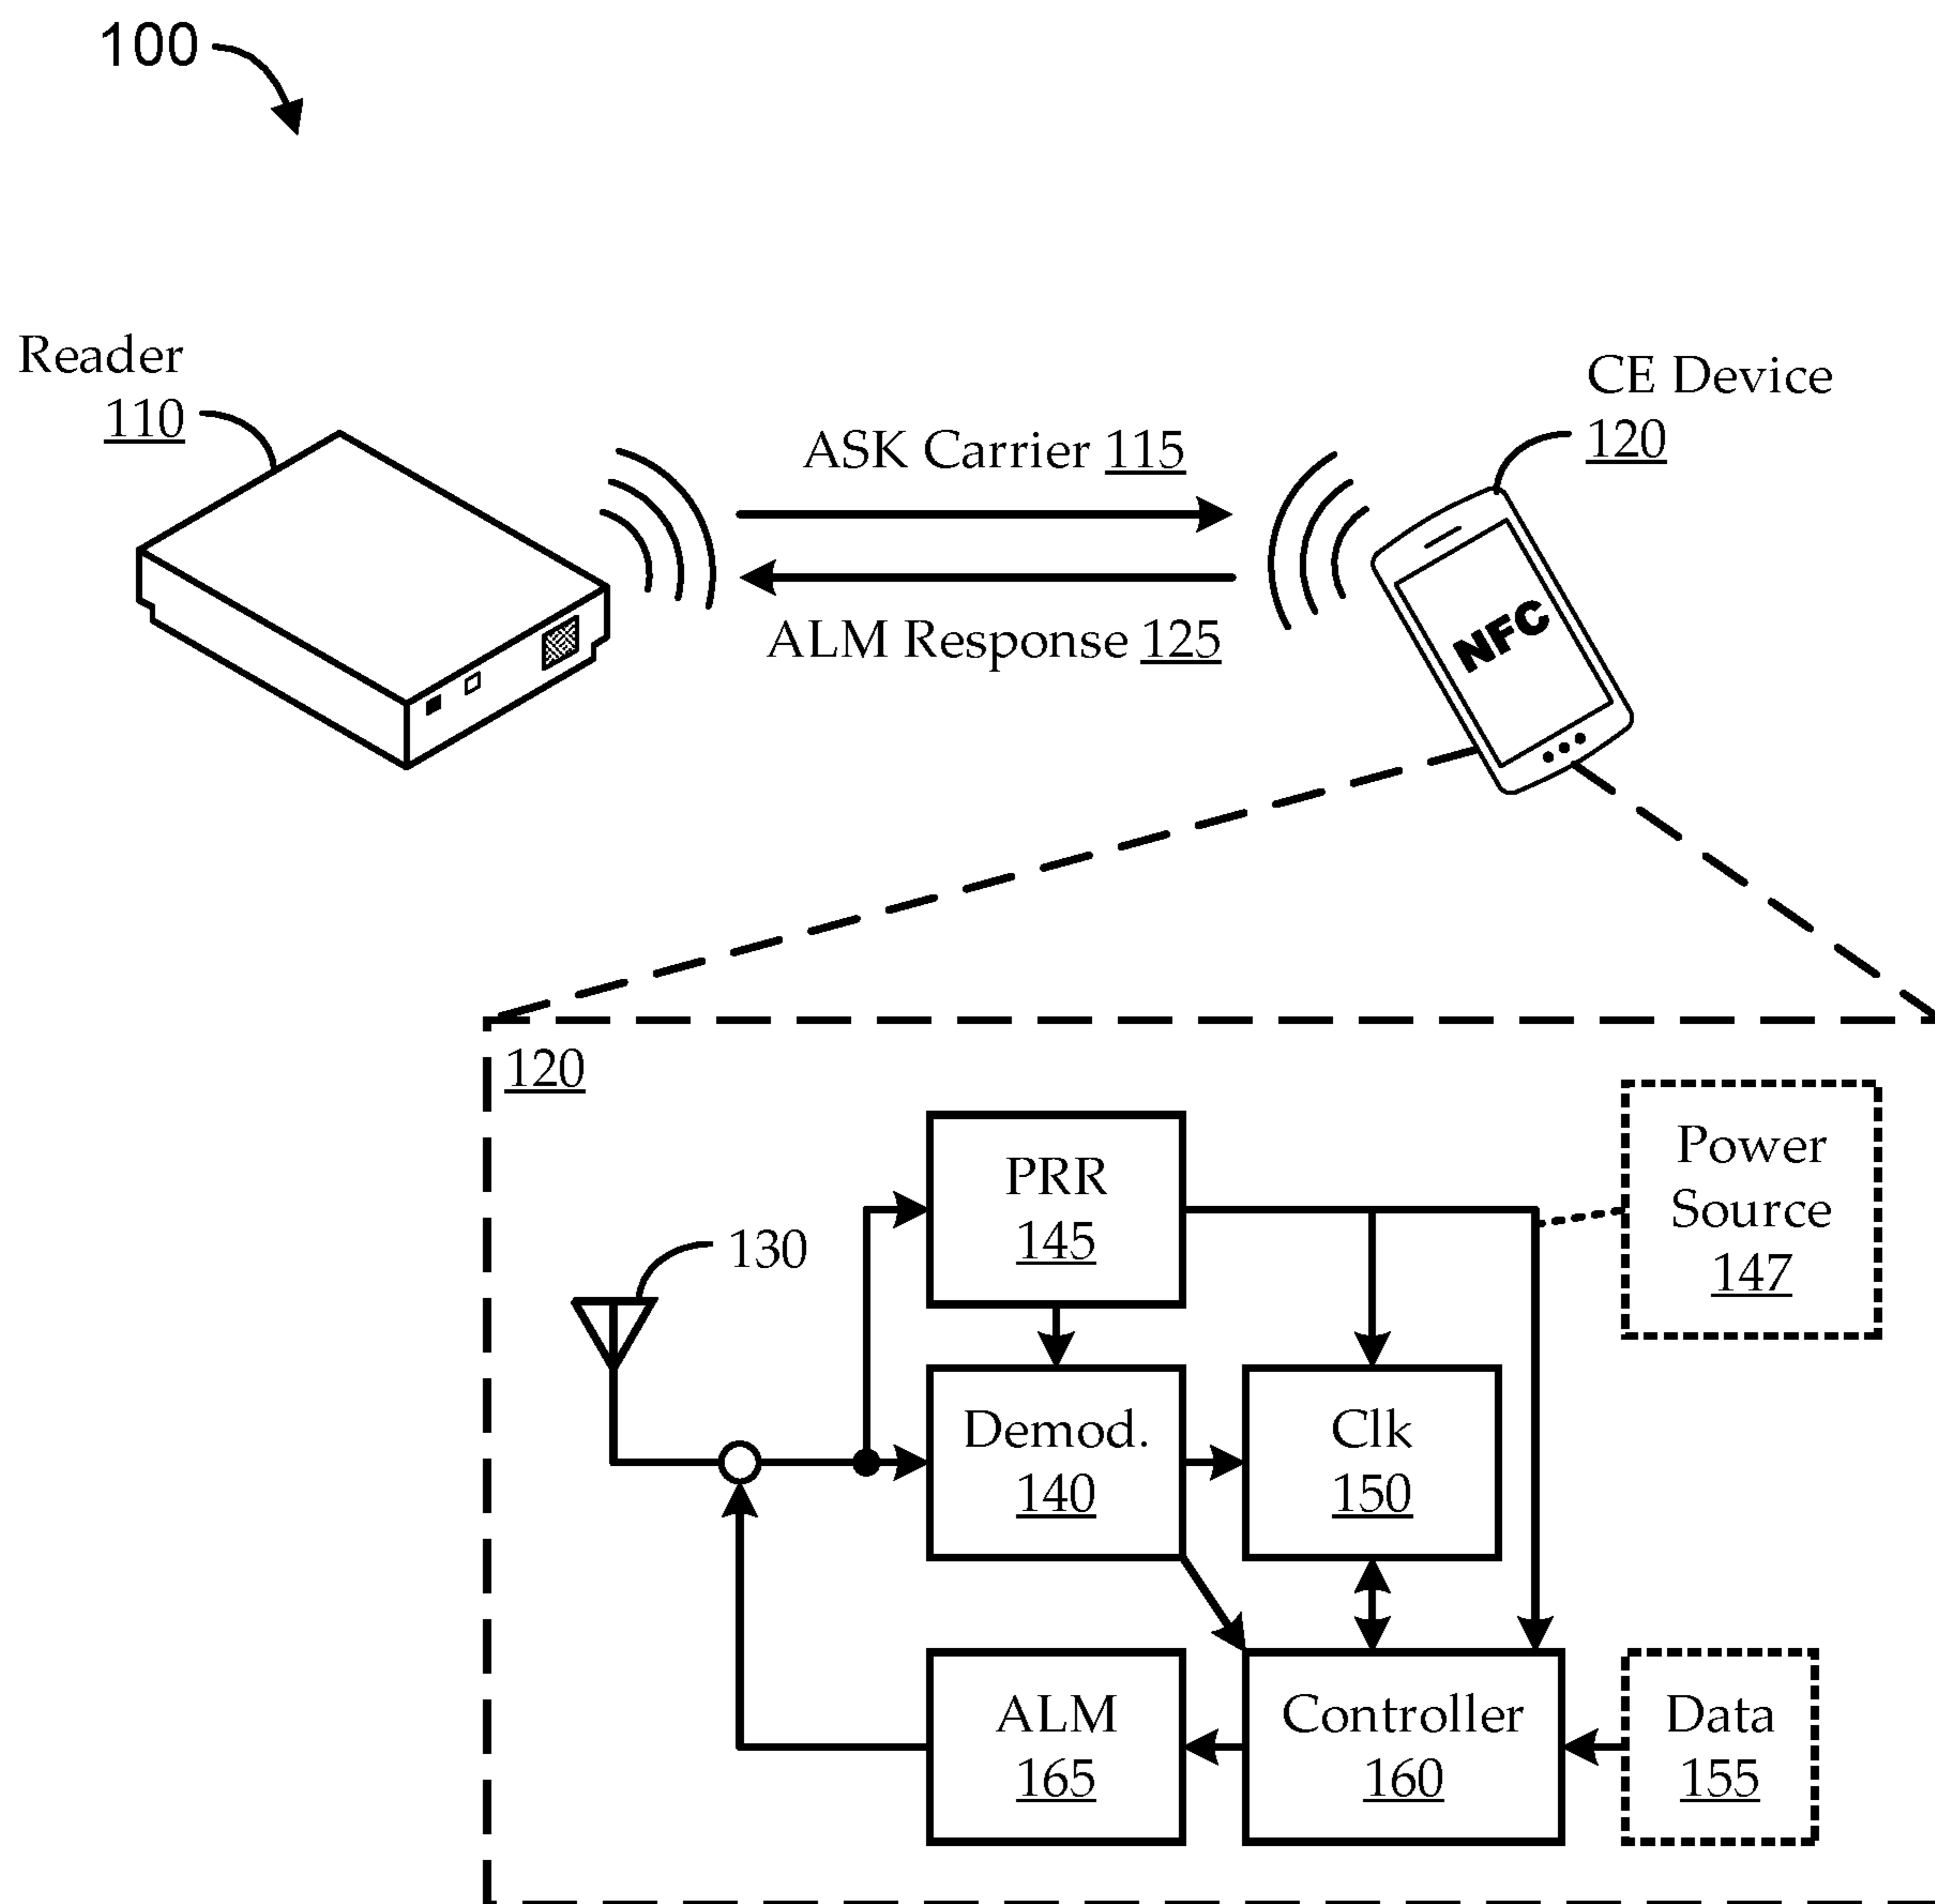 100
Reader
110
CE Device
120
ASK Carrier 115
ALM Response 125
NFC
120
PRR
145
Power
Source
147
130
Demod.
140
Clk
150
ALM
165
Controller
160
Data
155